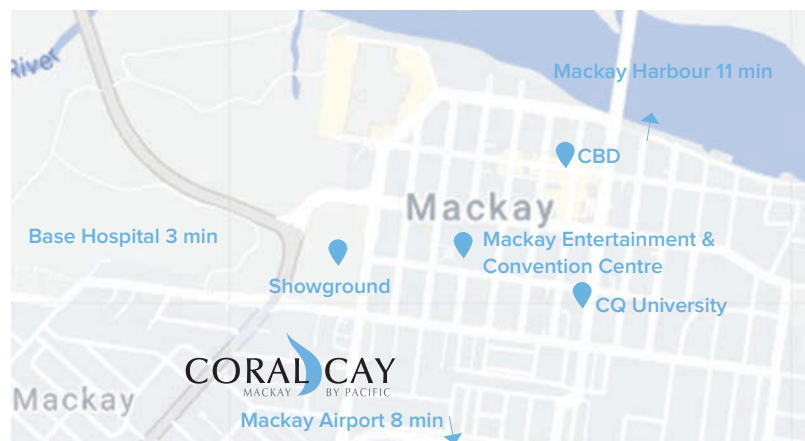 River
Mackay Harbour 11 min
CBD
Mackay
Base Hospital 3 min
Mackay Entertainment &
Convention Centre
Showground
CQ University
CORAL CAY
MACKAY BY PACIFIC
Mackay
Mackay Airport 8 min